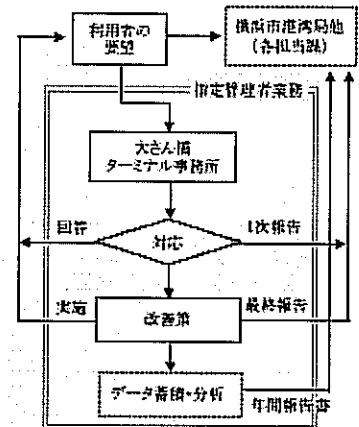 利用者の
要望
横浜市港湾局他
(各担当課)
指定管理者業務
大さん橋
ターミナル事務所
回答
対応
1次報告
実施
改善策
最終報告
データ蓄積・分析
年間報告書